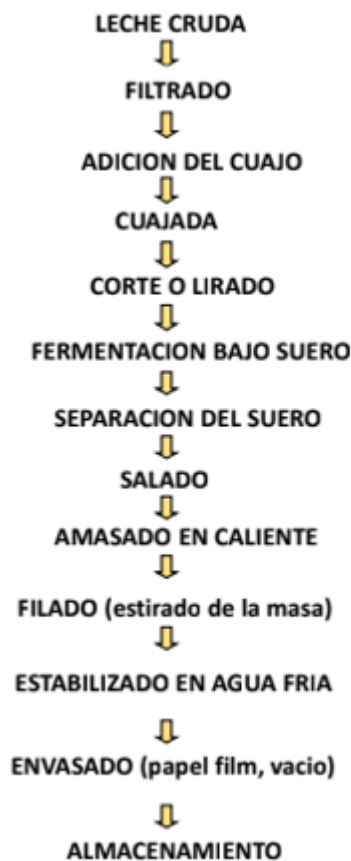 LECHE CRUDA
FILTRADO
ADICION DEL CUAJO
CUAJADA
CORTE O LIRADO
FERMENTACION BAJO SUERO
SEPARACION DEL SUERO
SALADO
AMASADO EN CALIENTE
FILADO (estirado de la masa)
ESTABILIZADO EN AGUA FRIA
ENVASADO (papel film, vacio)
ALMACENAMIENTO